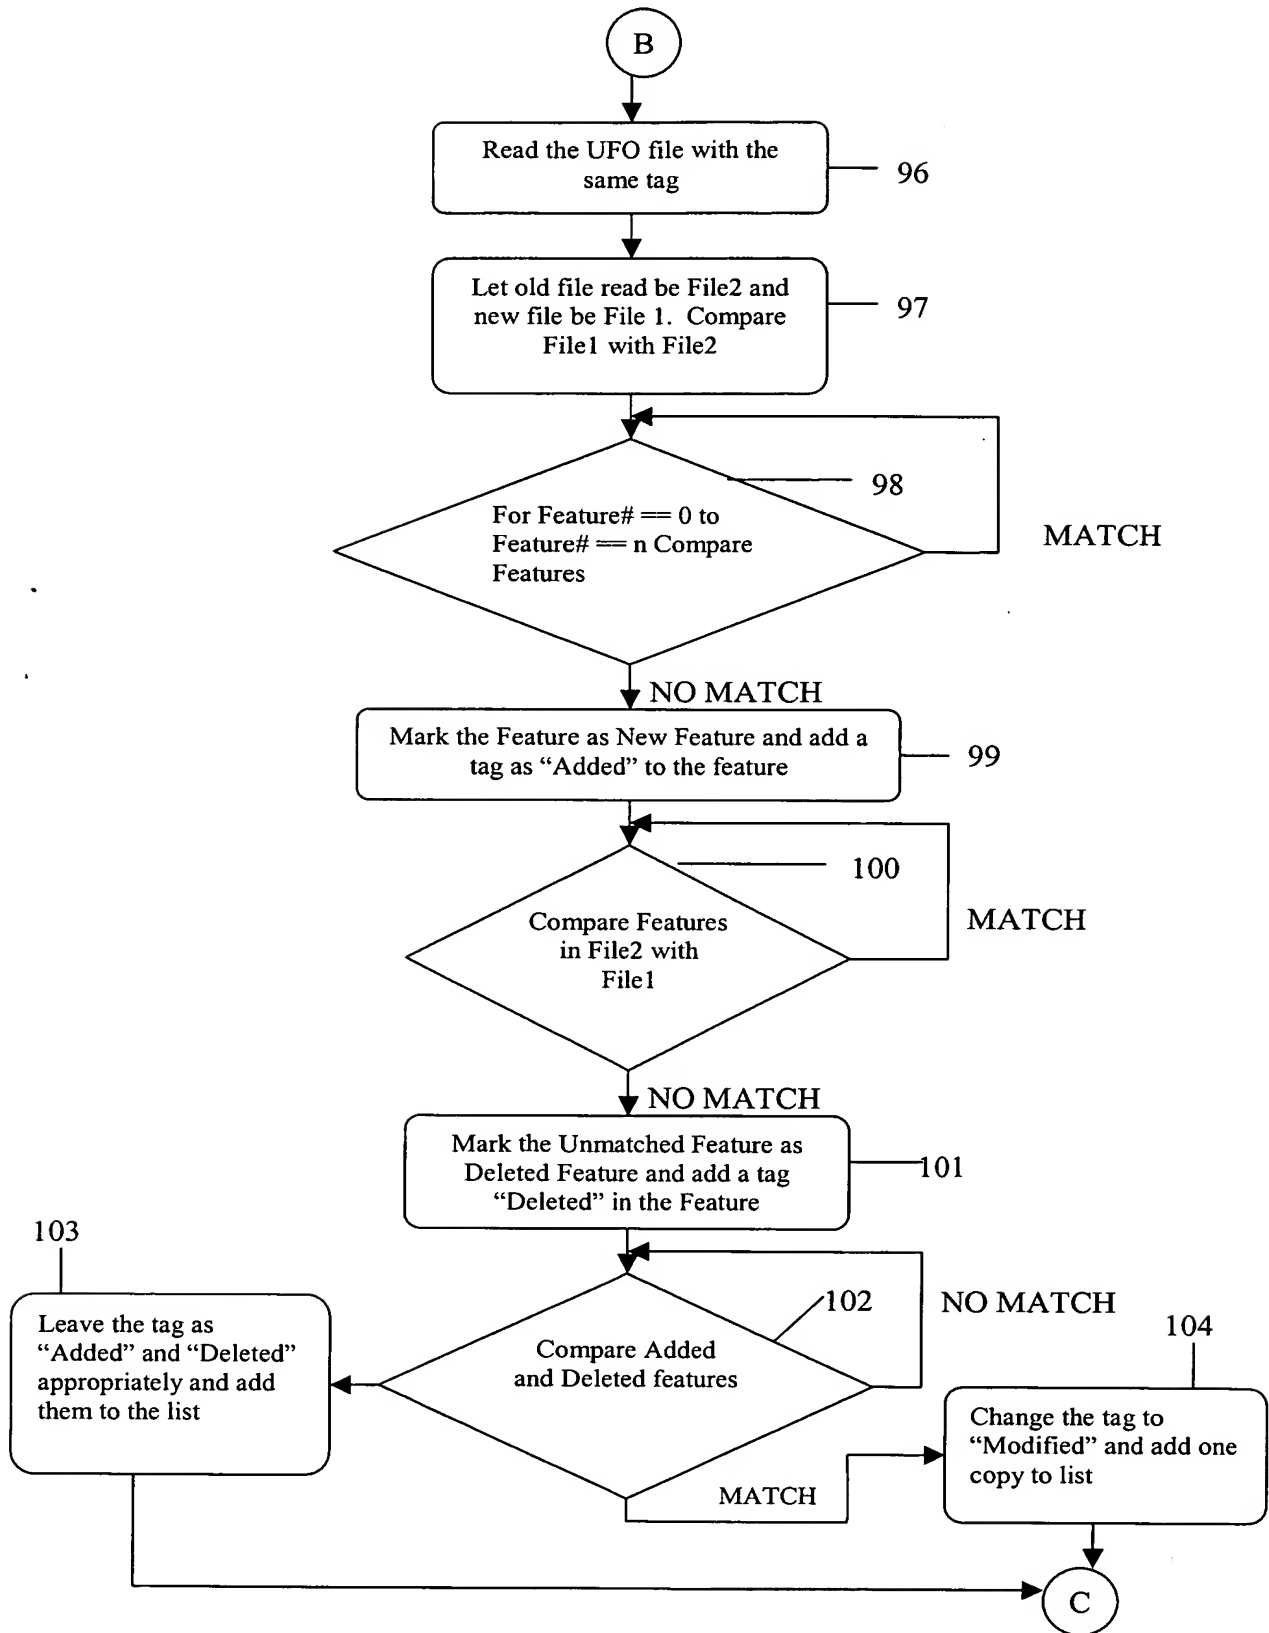 B
Read the UFO file with the
same tag
96
Let old file read be File2 and
new file be File 1. Compare
File1 with File2
97
98
For Feature# == 0 to
Feature# == n Compare
Features
MATCH
NO MATCH
Mark the Feature as New Feature and add a
tag as “Added” to the feature
99
100
Compare Features
in File2 with
File1
MATCH
NO MATCH
Mark the Unmatched Feature as
Deleted Feature and add a tag
“Deleted” in the Feature
101
103
Leave the tag as
“Added” and “Deleted”
appropriately and add
them to the list
102
Compare Added
and Deleted features
NO MATCH
104
Change the tag to
“Modified” and add one
copy to list
MATCH
C